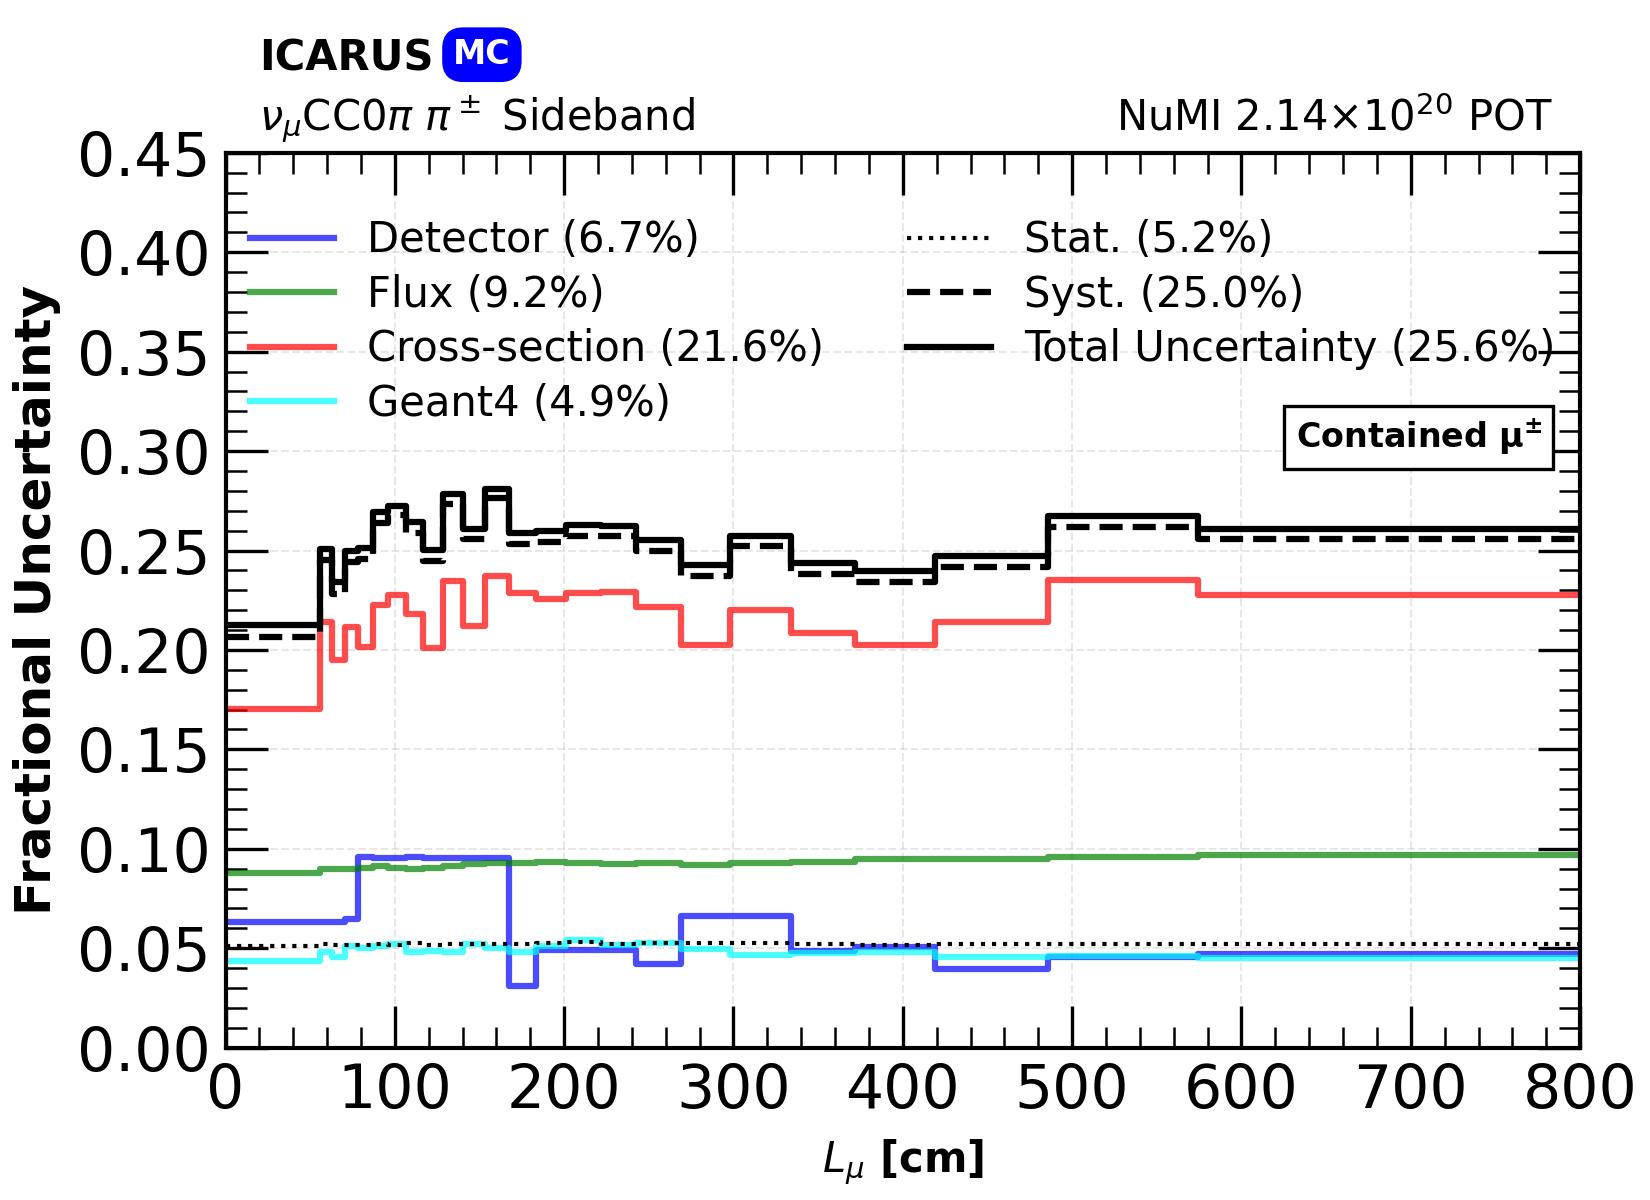 ICARUS MC
νμCC0π π± Sideband
NuMI 2.14×10²⁰ POT
0.45
0.40
0.35
0.30
0.25
0.20
0.15
0.10
0.05
0.00
Fractional Uncertainty
Detector (6.7%)
Flux (9.2%)
Cross-section (21.6%)
Geant4 (4.9%)
Stat. (5.2%)
Syst. (25.0%)
Total Uncertainty (25.6%)
Contained μ±
0 100 200 300 400 500 600 700 800
Lμ [cm]